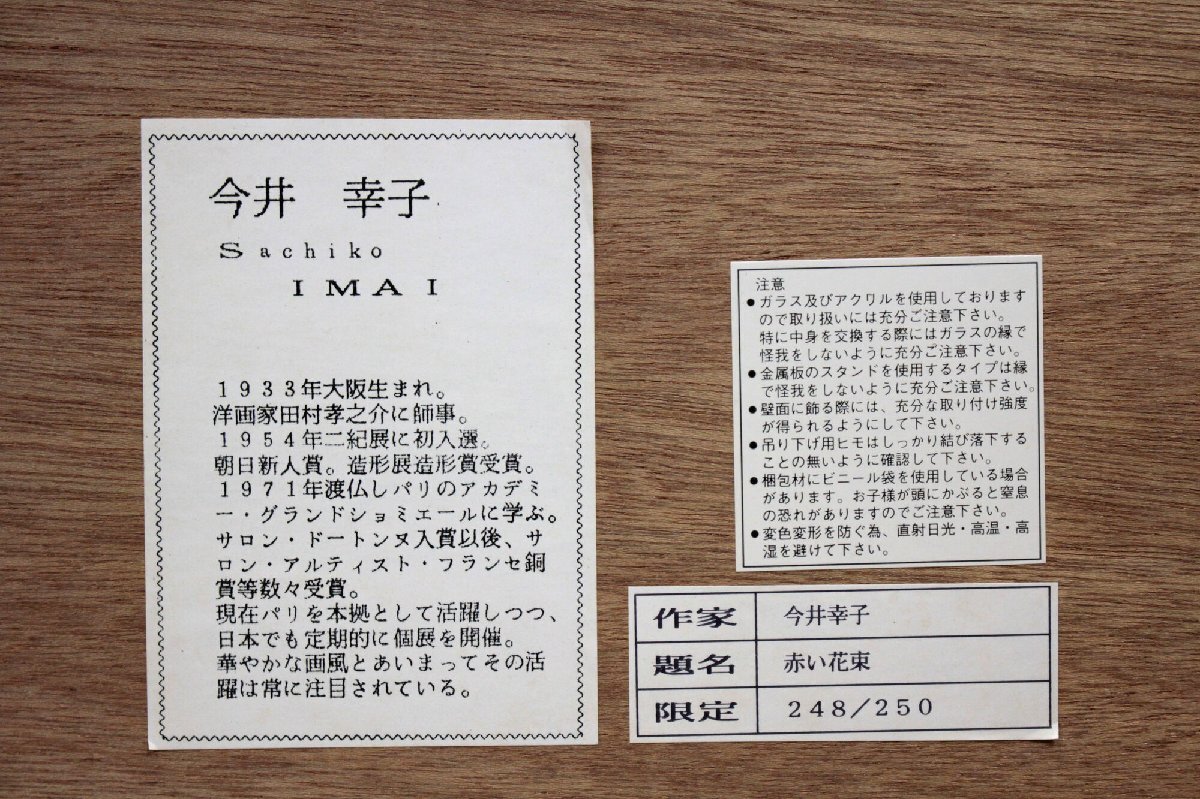 今井 幸子
Sachiko
IMAI
1933年大阪生まれ。
洋画家田村孝之介に師事。
1954年二紀展に初入選。
朝日新人賞。造形展造形賞受賞。
1971年渡仏しパリのアカデミ
ー・グランドショミエールに学ぶ。
サロン・ドートンヌ入賞以後、サ
ロン・アルティスト・フランセ銅
賞等数々受賞。
現在パリを本拠として活躍しつつ、
日本でも定期的に個展を開催。
華やかな画風とあいまってその活
躍は常に注目されている。
注意
●ガラス及びアクリルを使用しております
ので取り扱いには充分ご注意下さい。
特に中身を交換する際にはガラスの縁で
怪我をしないように充分ご注意下さい。
●金属板のスタンドを使用するタイプは縁
で怪我をしないように充分ご注意下さい。
●壁面に飾る際には、充分な取り付け強度
が得られるようにして下さい。
●吊り下げ用ヒモはしっかり結び落下する
ことの無いように確認して下さい。
●梱包材にビニール袋を使用している場合
があります。お子様が頭にかぶると窒息
の恐れがありますのでご注意下さい。
●変色変形を防ぐ為、直射日光・高温・高
湿を避けて下さい。
作家 今井幸子
題名 赤い花束
限定 248/250